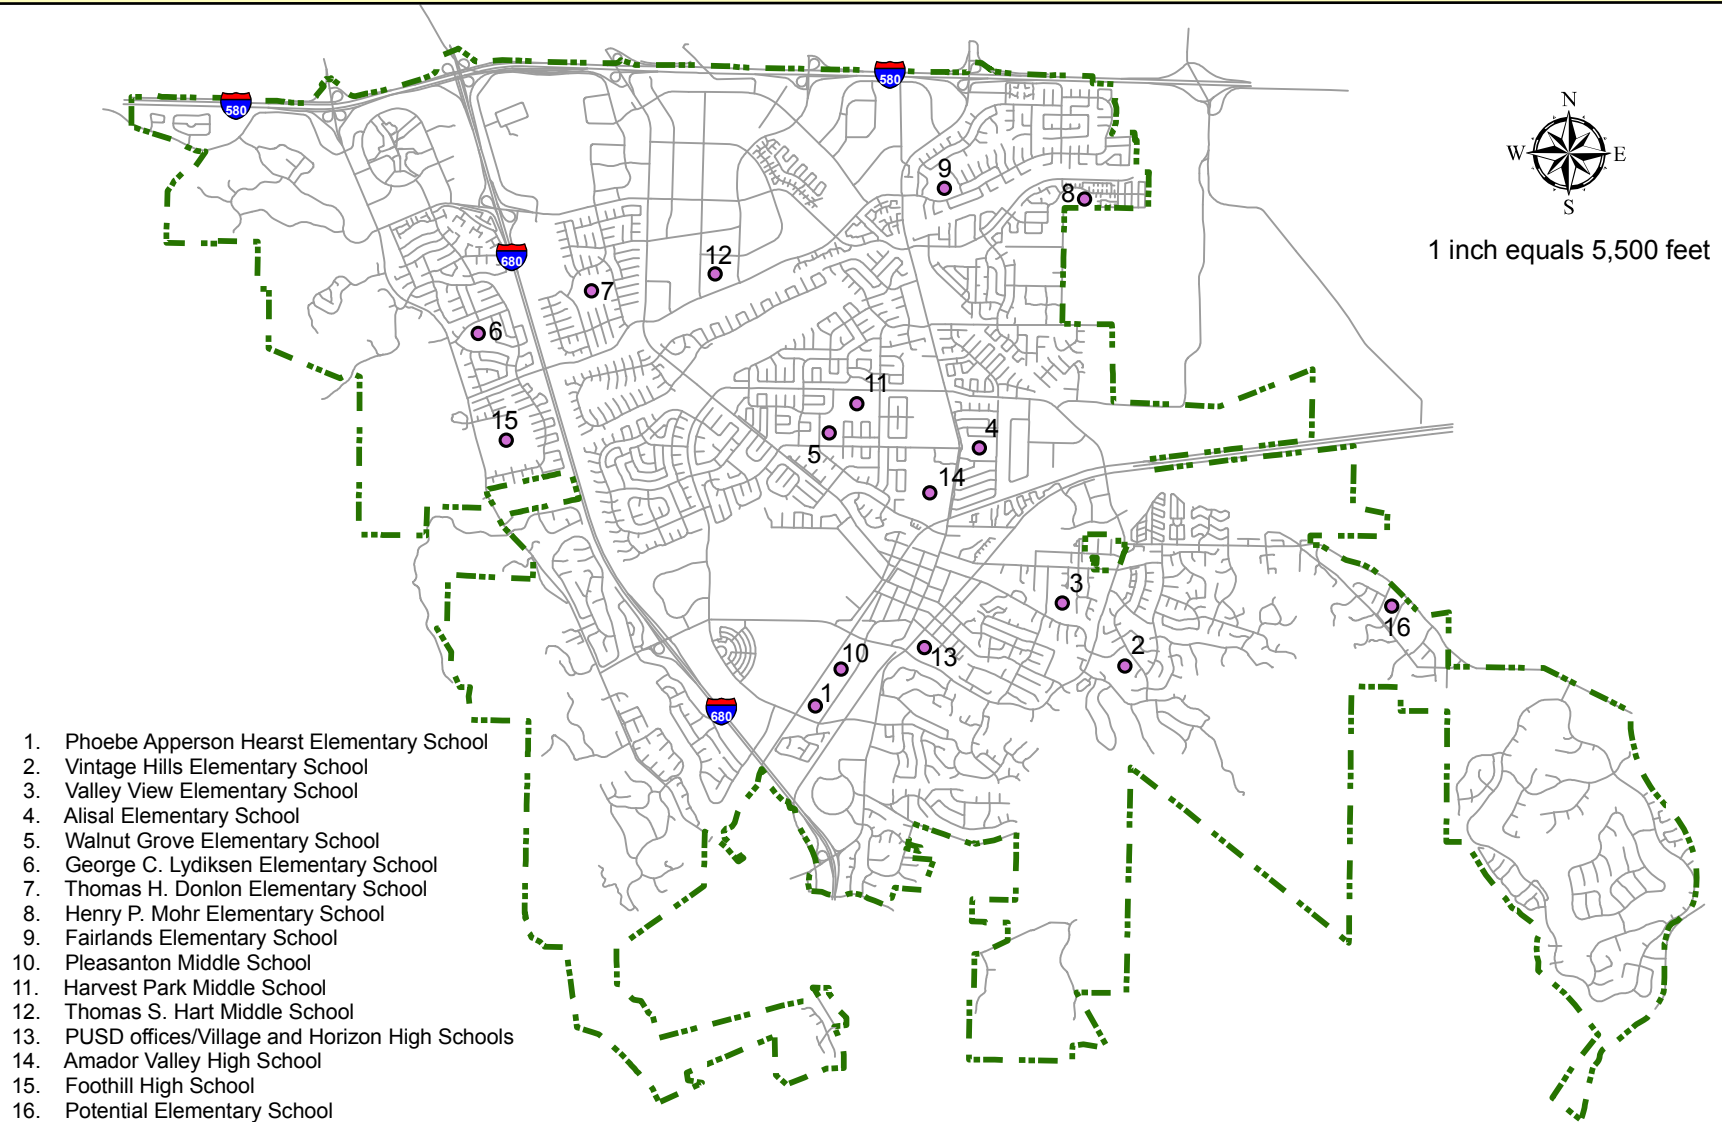 580
580
N
W E
S
9
8
1 inch equals 5,500 feet
680
12
7
6
11
15
4
5
14
3
16
2
13
10
1
680
1. Phoebe Apperson Hearst Elementary School
2. Vintage Hills Elementary School
3. Valley View Elementary School
4. Alisal Elementary School
5. Walnut Grove Elementary School
6. George C. Lydiksen Elementary School
7. Thomas H. Donlon Elementary School
8. Henry P. Mohr Elementary School
9. Fairlands Elementary School
10. Pleasanton Middle School
11. Harvest Park Middle School
12. Thomas S. Hart Middle School
13. PUSD offices/Village and Horizon High Schools
14. Amador Valley High School
15. Foothill High School
16. Potential Elementary School